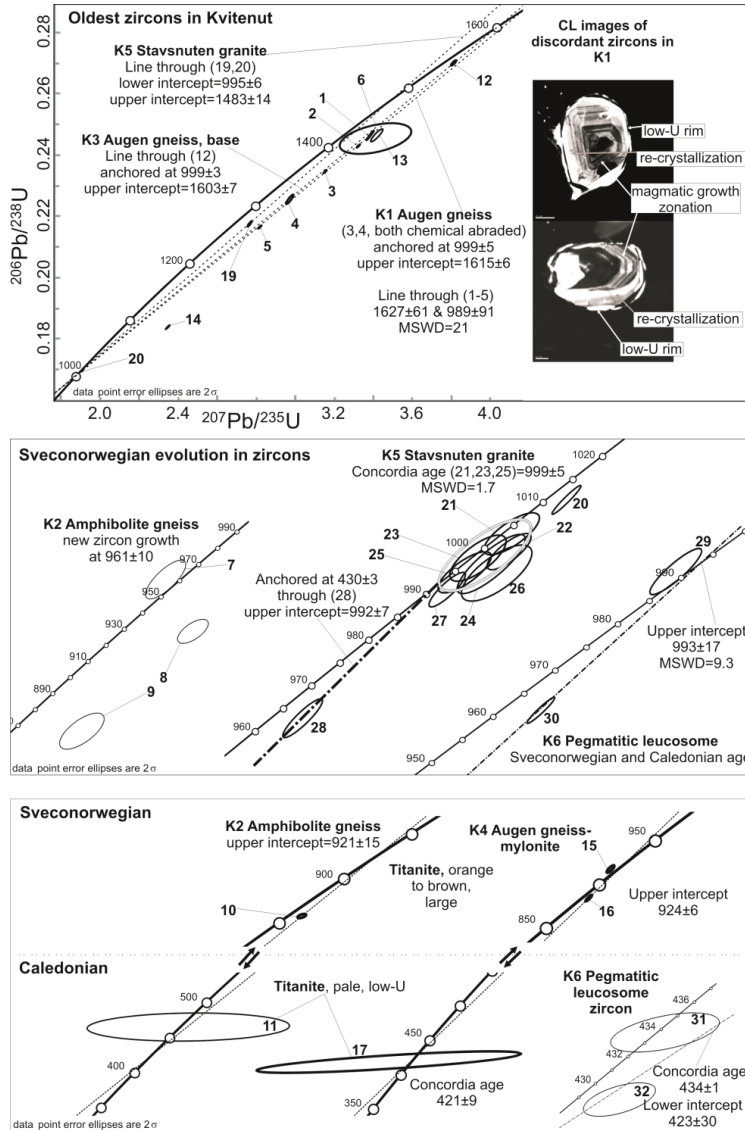 Oldest zircons in Kvitenut
K5 Stavsnuten granite
Line through (19,20)
lower intercept=995±6
upper intercept=1483±14
K3 Augen gneiss, base
Line through (12)
anchored at 999±3
upper intercept=1603±7
K1 Augen gneiss
(3,4, both chemical abraded)
anchored at 999±5
upper intercept=1615±6
Line through (1-5)
1627±61 & 989±91
MSWD=21
1600
1400
1200
1000
1
2
6
12
13
3
4
5
19
14
20
0.28
0.26
0.24
0.22
0.20
0.18
206Pb/238U
data point error ellipses are 2σ
2.0
2.4
2.8
3.2
3.6
4.0
207Pb/235U
CL images of
discordant zircons in
K1
low-U rim
re-crystallization
magmatic growth
zonation
re-crystallization
low-U rim
Sveconorwegian evolution in zircons
K2 Amphibolite gneiss
new zircon growth
at 961±10
990
970
950
930
910
890
7
8
9
data point error ellipses are 2σ
K5 Stavsnuten granite
Concordia age (21,23,25)=999±5
MSWD=1.7
1020
1010
1000
990
980
970
960
21
23
25
20
22
26
24
27
28
Anchored at 430±3
through (28)
upper intercept=992±7
29
990
980
970
960
950
30
Upper intercept
993±17
MSWD=9.3
K6 Pegmatitic leucosome
Sveconorwegian and Caledonian age
Sveconorwegian
K2 Amphibolite gneiss
upper intercept=921±15
900
10
Titanite, orange
to brown,
large
K4 Augen gneiss-
mylonite
15
950
16
850
Upper intercept
924±6
Caledonian
500
400
11
Titanite, pale, low-U
17
450
350
Concordia age
421±9
K6 Pegmatitic
leucosome
zircon
436
434
432
430
31
32
Concordia age
434±1
Lower intercept
423±30
data point error ellipses are 2σ